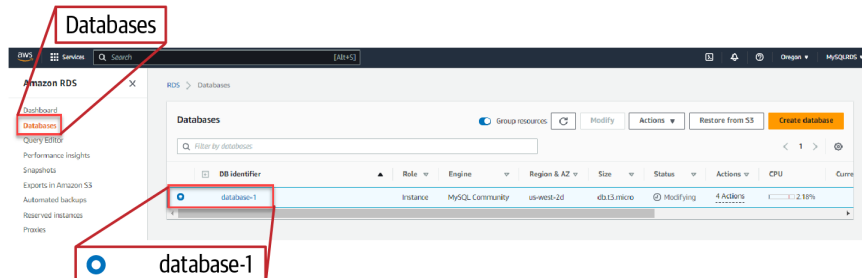 Databases
aws
Services
Search
[Alt+S]
Oregon
MySQLRDS
Amazon RDS
X
RDS > Databases
Dashboard
Databases
Query Editor
Performance insights
Snapshots
Exports in Amazon S3
Automated backups
Reserved instances
Proxies
Databases
Group resources
Modify
Actions
Restore from S3
Create database
Filter by databases
< 1 >
DB identifier
Role
Engine
Region & AZ
Size
Status
Actions
CPU
Curre
database-1
Instance
MySQL Community
us-west-2d
db.t3.micro
Modifying
4 Actions
2.18%
database-1